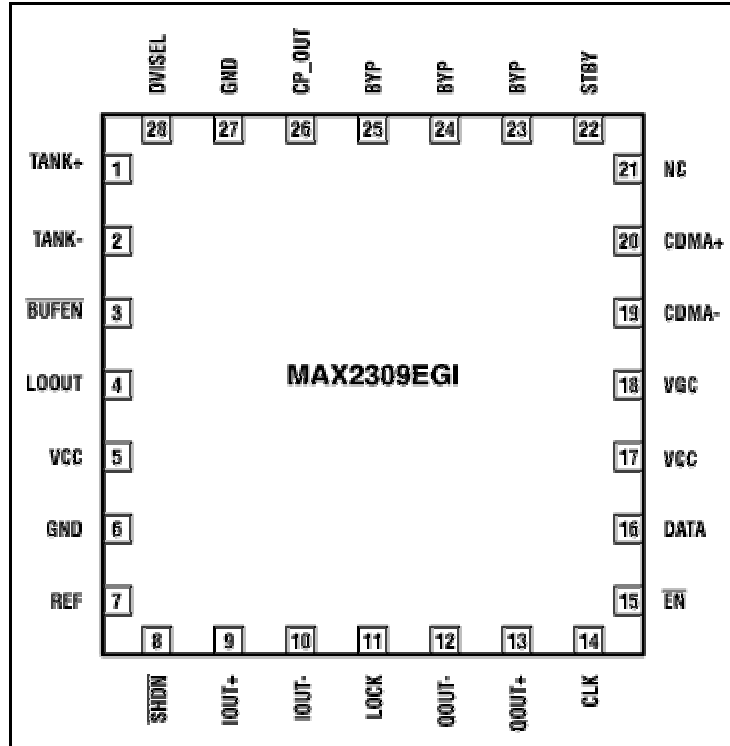 DVISEL GND CP_OUT BYP BYP BYP STBY
28 27 26 25 24 23 22
TANK+ 1 21 NC
TANK- 2 20 CDMA+
BUFEN 3 19 CDMA-
LOOUT 4 MAX2309EGI 18 VGC
VCC 5 17 VCC
GND 6 16 DATA
REF 7 15 EN
8 9 10 11 12 13 14
SHDN IOUT+ IOUT- LOCK QOUT- QOUT+ CLK